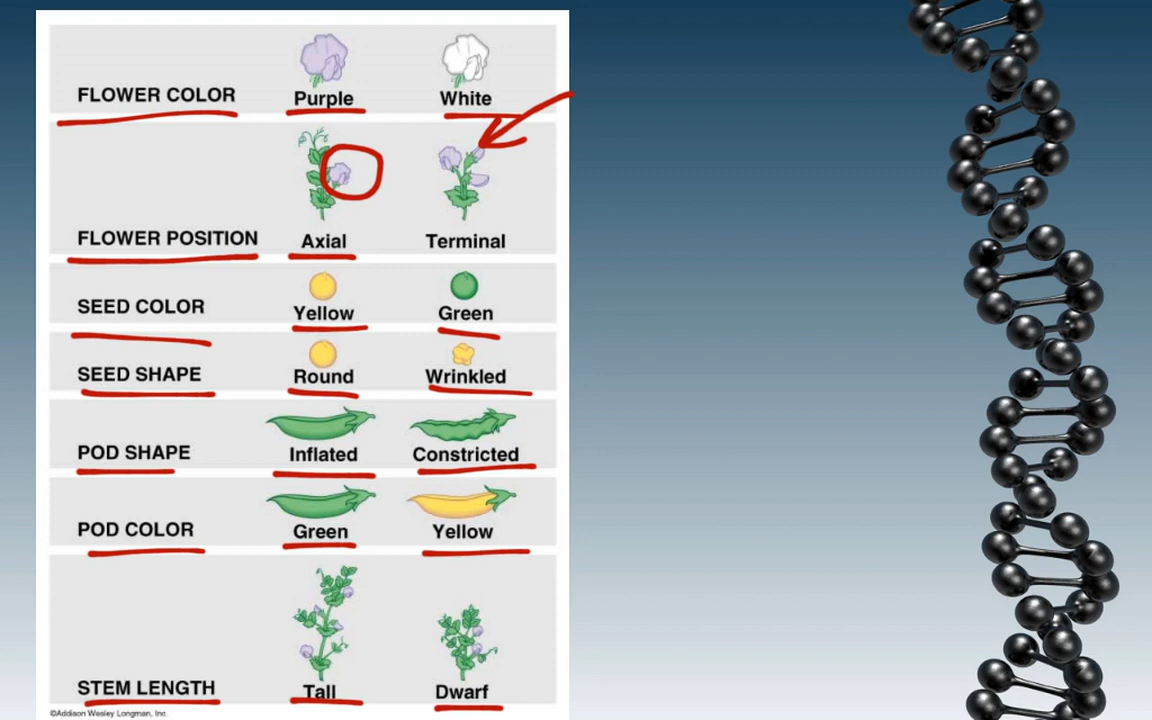 FLOWER COLOR Purple White
FLOWER POSITION Axial Terminal
SEED COLOR Yellow Green
SEED SHAPE Round Wrinkled
POD SHAPE Inflated Constricted
POD COLOR Green Yellow
STEM LENGTH Tall Dwarf
©Addison Wesley Longman, Inc.